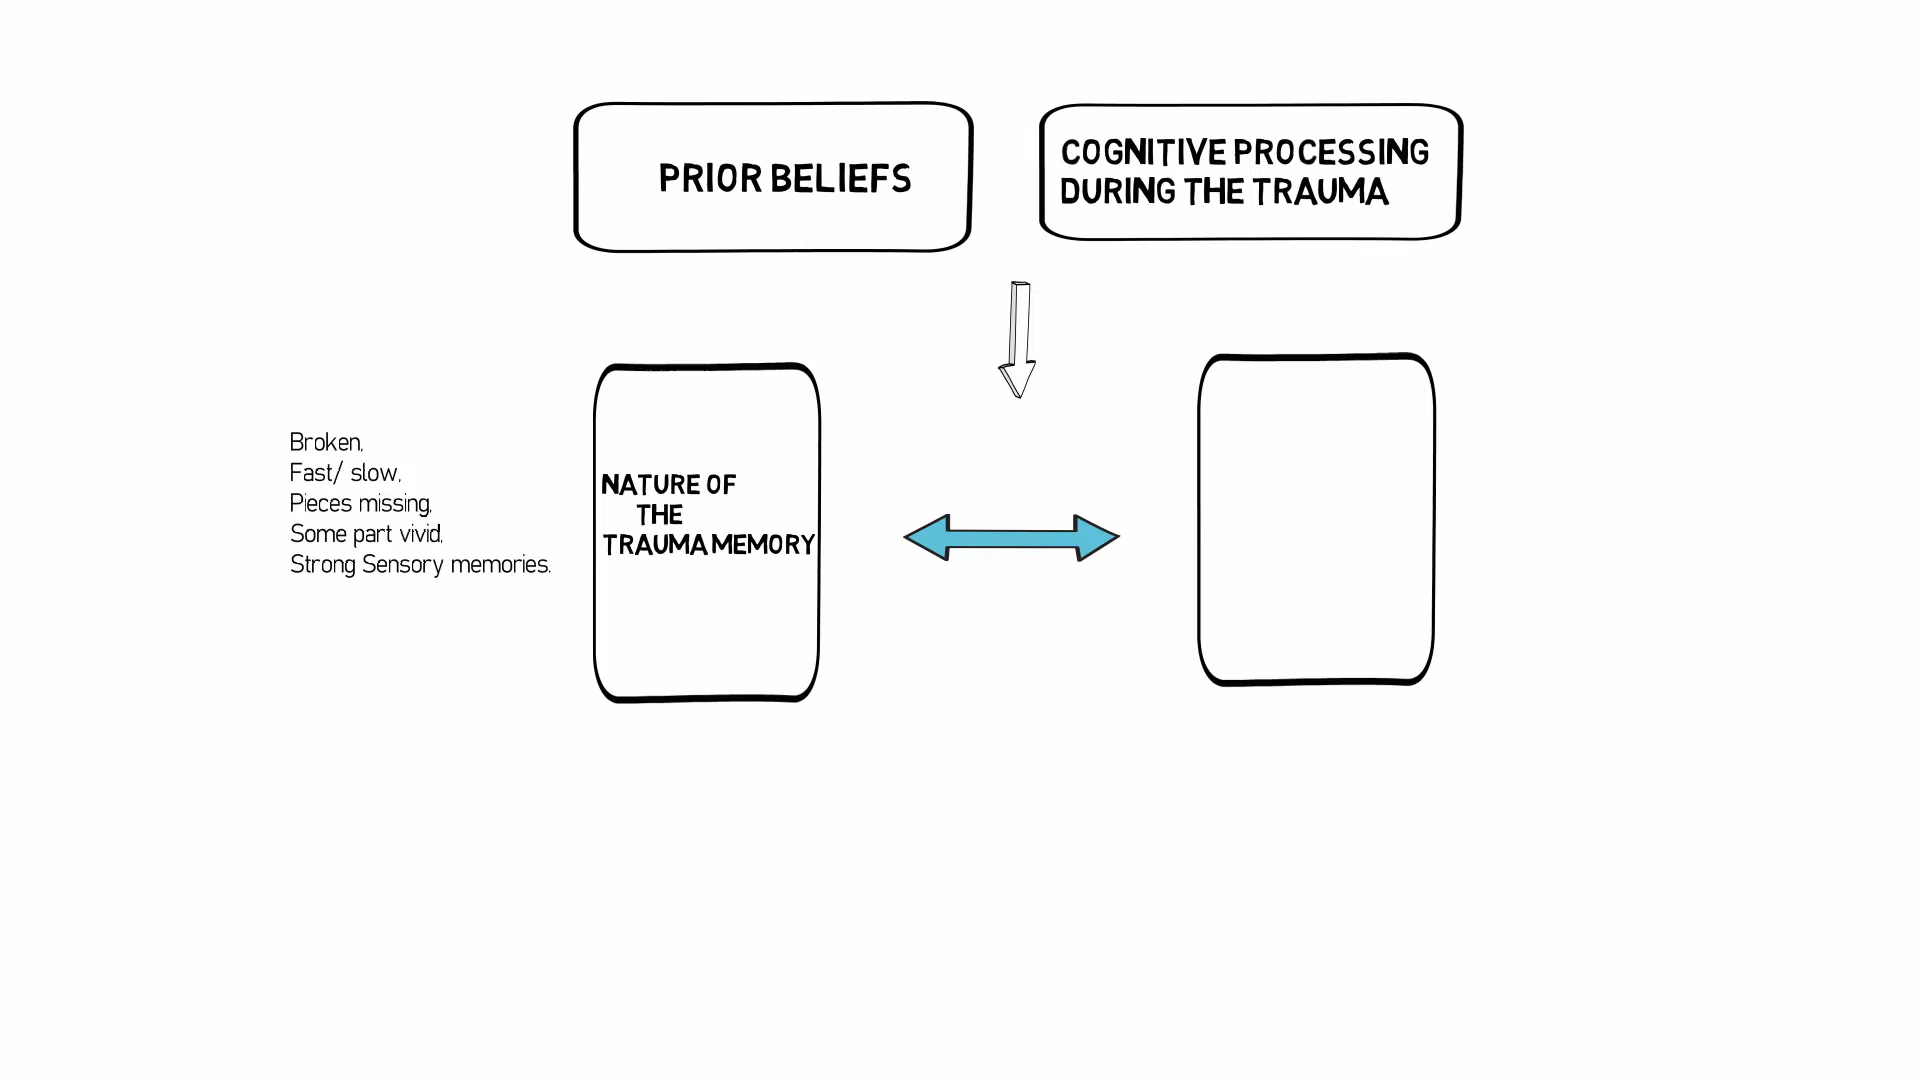 PRIOR BELIEFS
COGNITIVE PROCESSING
DURING THE TRAUMA
Broken,
Fast/ slow,
Pieces missing,
Some part vivid,
Strong Sensory memories.
NATURE OF
THE
TRAUMA MEMORY